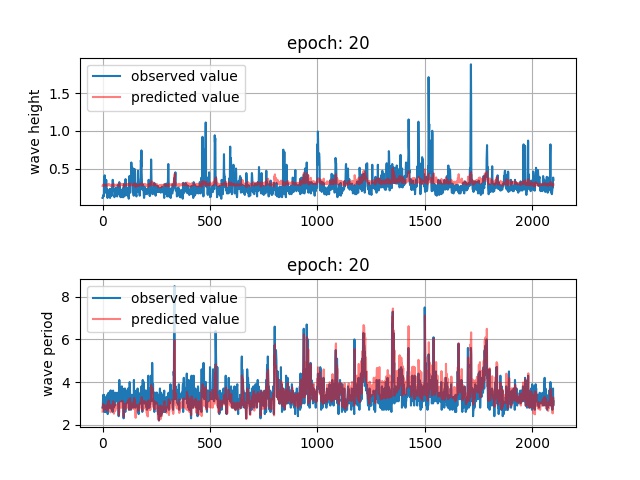 epoch: 20
wave height
1.5
1.0
0.5
observed value
predicted value
0 500 1000 1500 2000
epoch: 20
wave period
8
6
4
2
observed value
predicted value
0 500 1000 1500 2000